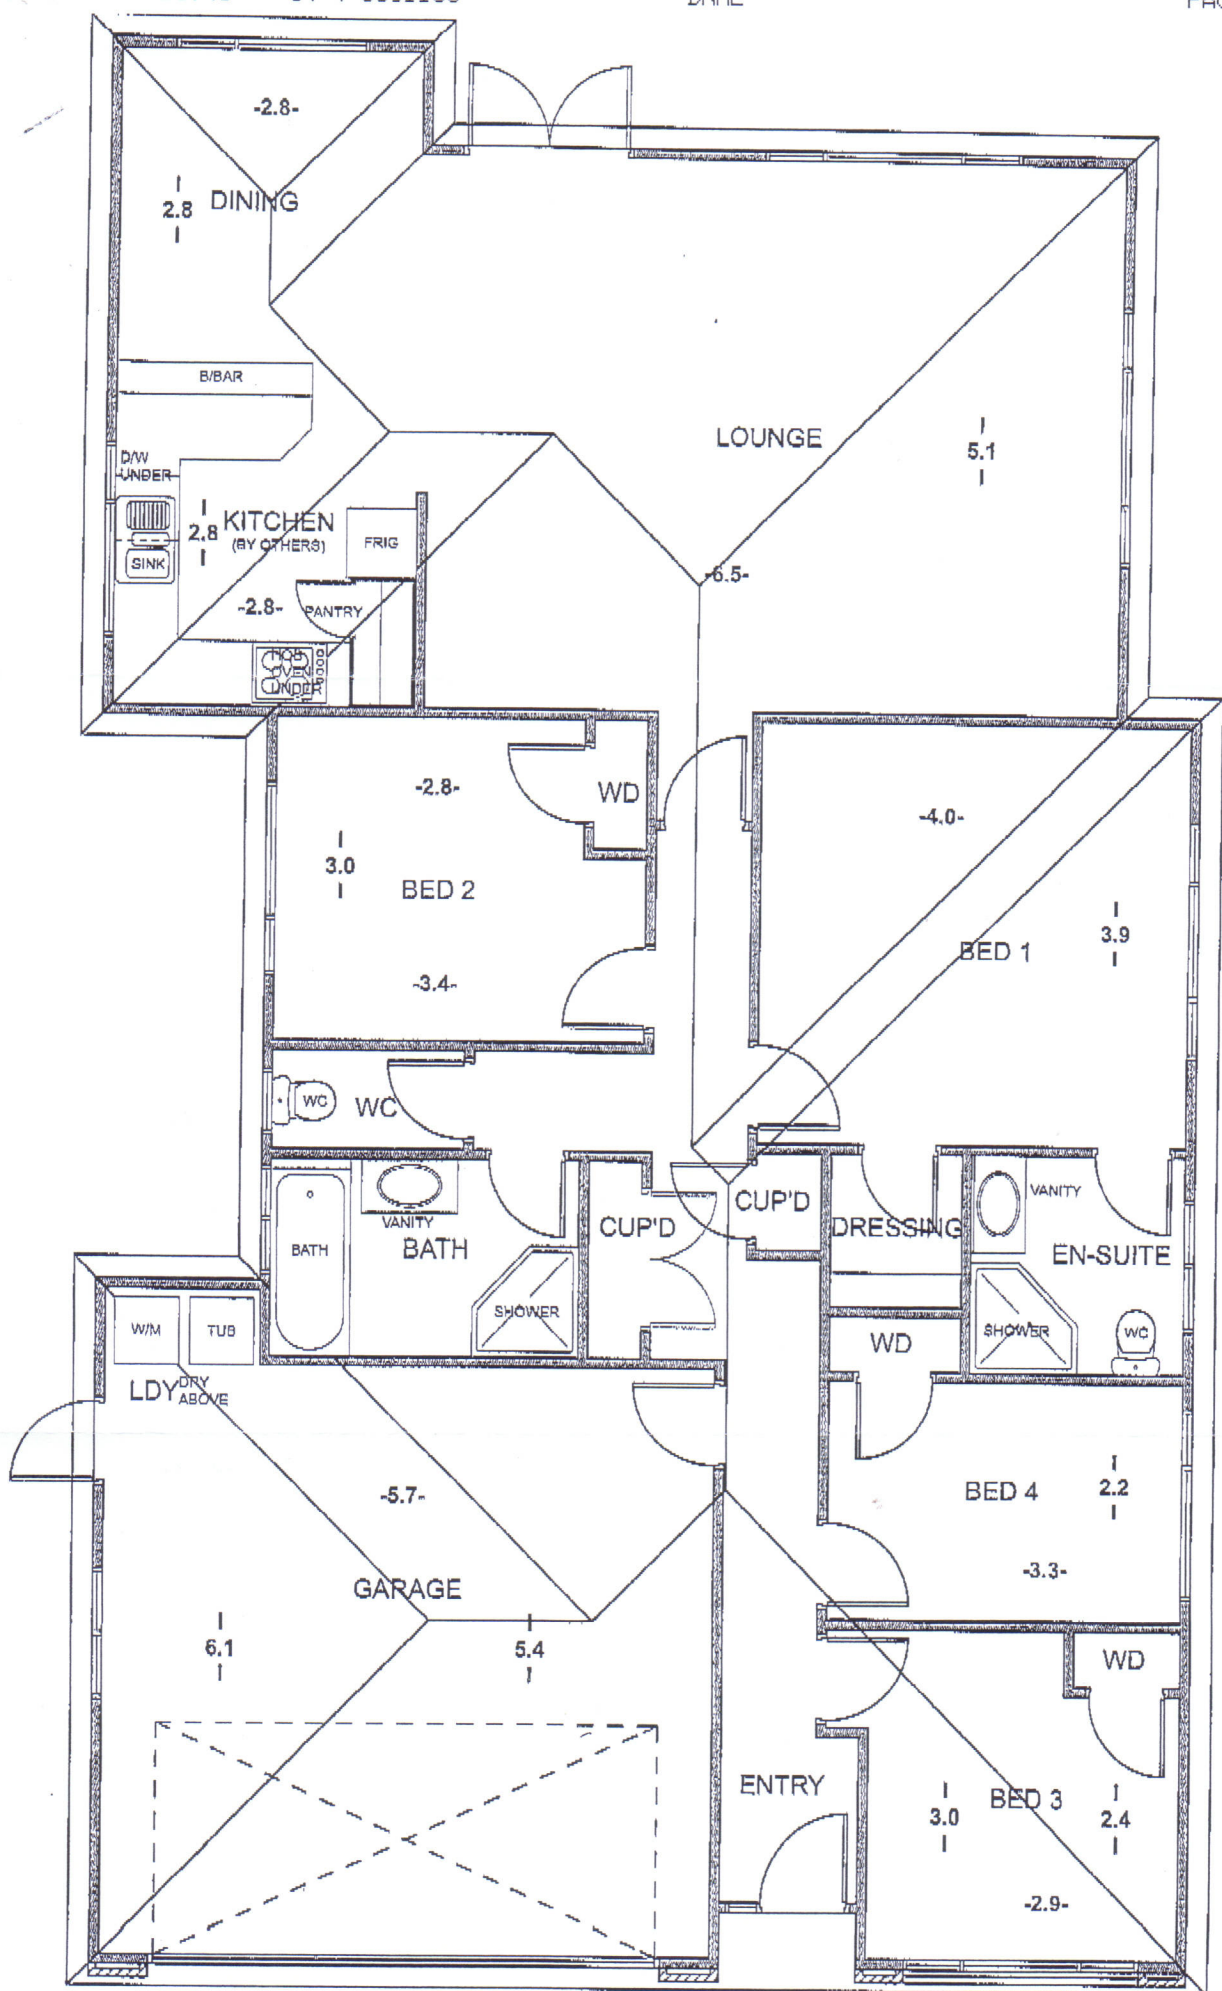 -2.8-
2.8
DINING
B/BAR
LOUNGE
5.1
D/W
UNDER
2.8
KITCHEN
(BY OTHERS)
FRIG
SINK
-6.5-
-2.8-
PANTRY
HOB
OVEN
UNDER
-2.8-
WD
-4.0-
3.0
BED 2
3.9
BED 1
-3.4-
WC
WC
VANITY
CUP'D
VANITY
BATH
BATH
CUP'D
DRESSING
EN-SUITE
SHOWER
W/M
TUB
WD
SHOWER
WC
LDY
DRY
ABOVE
-5.7-
BED 4
2.2
-3.3-
GARAGE
6.1
5.4
WD
ENTRY
BED 3
3.0
2.4
-2.9-